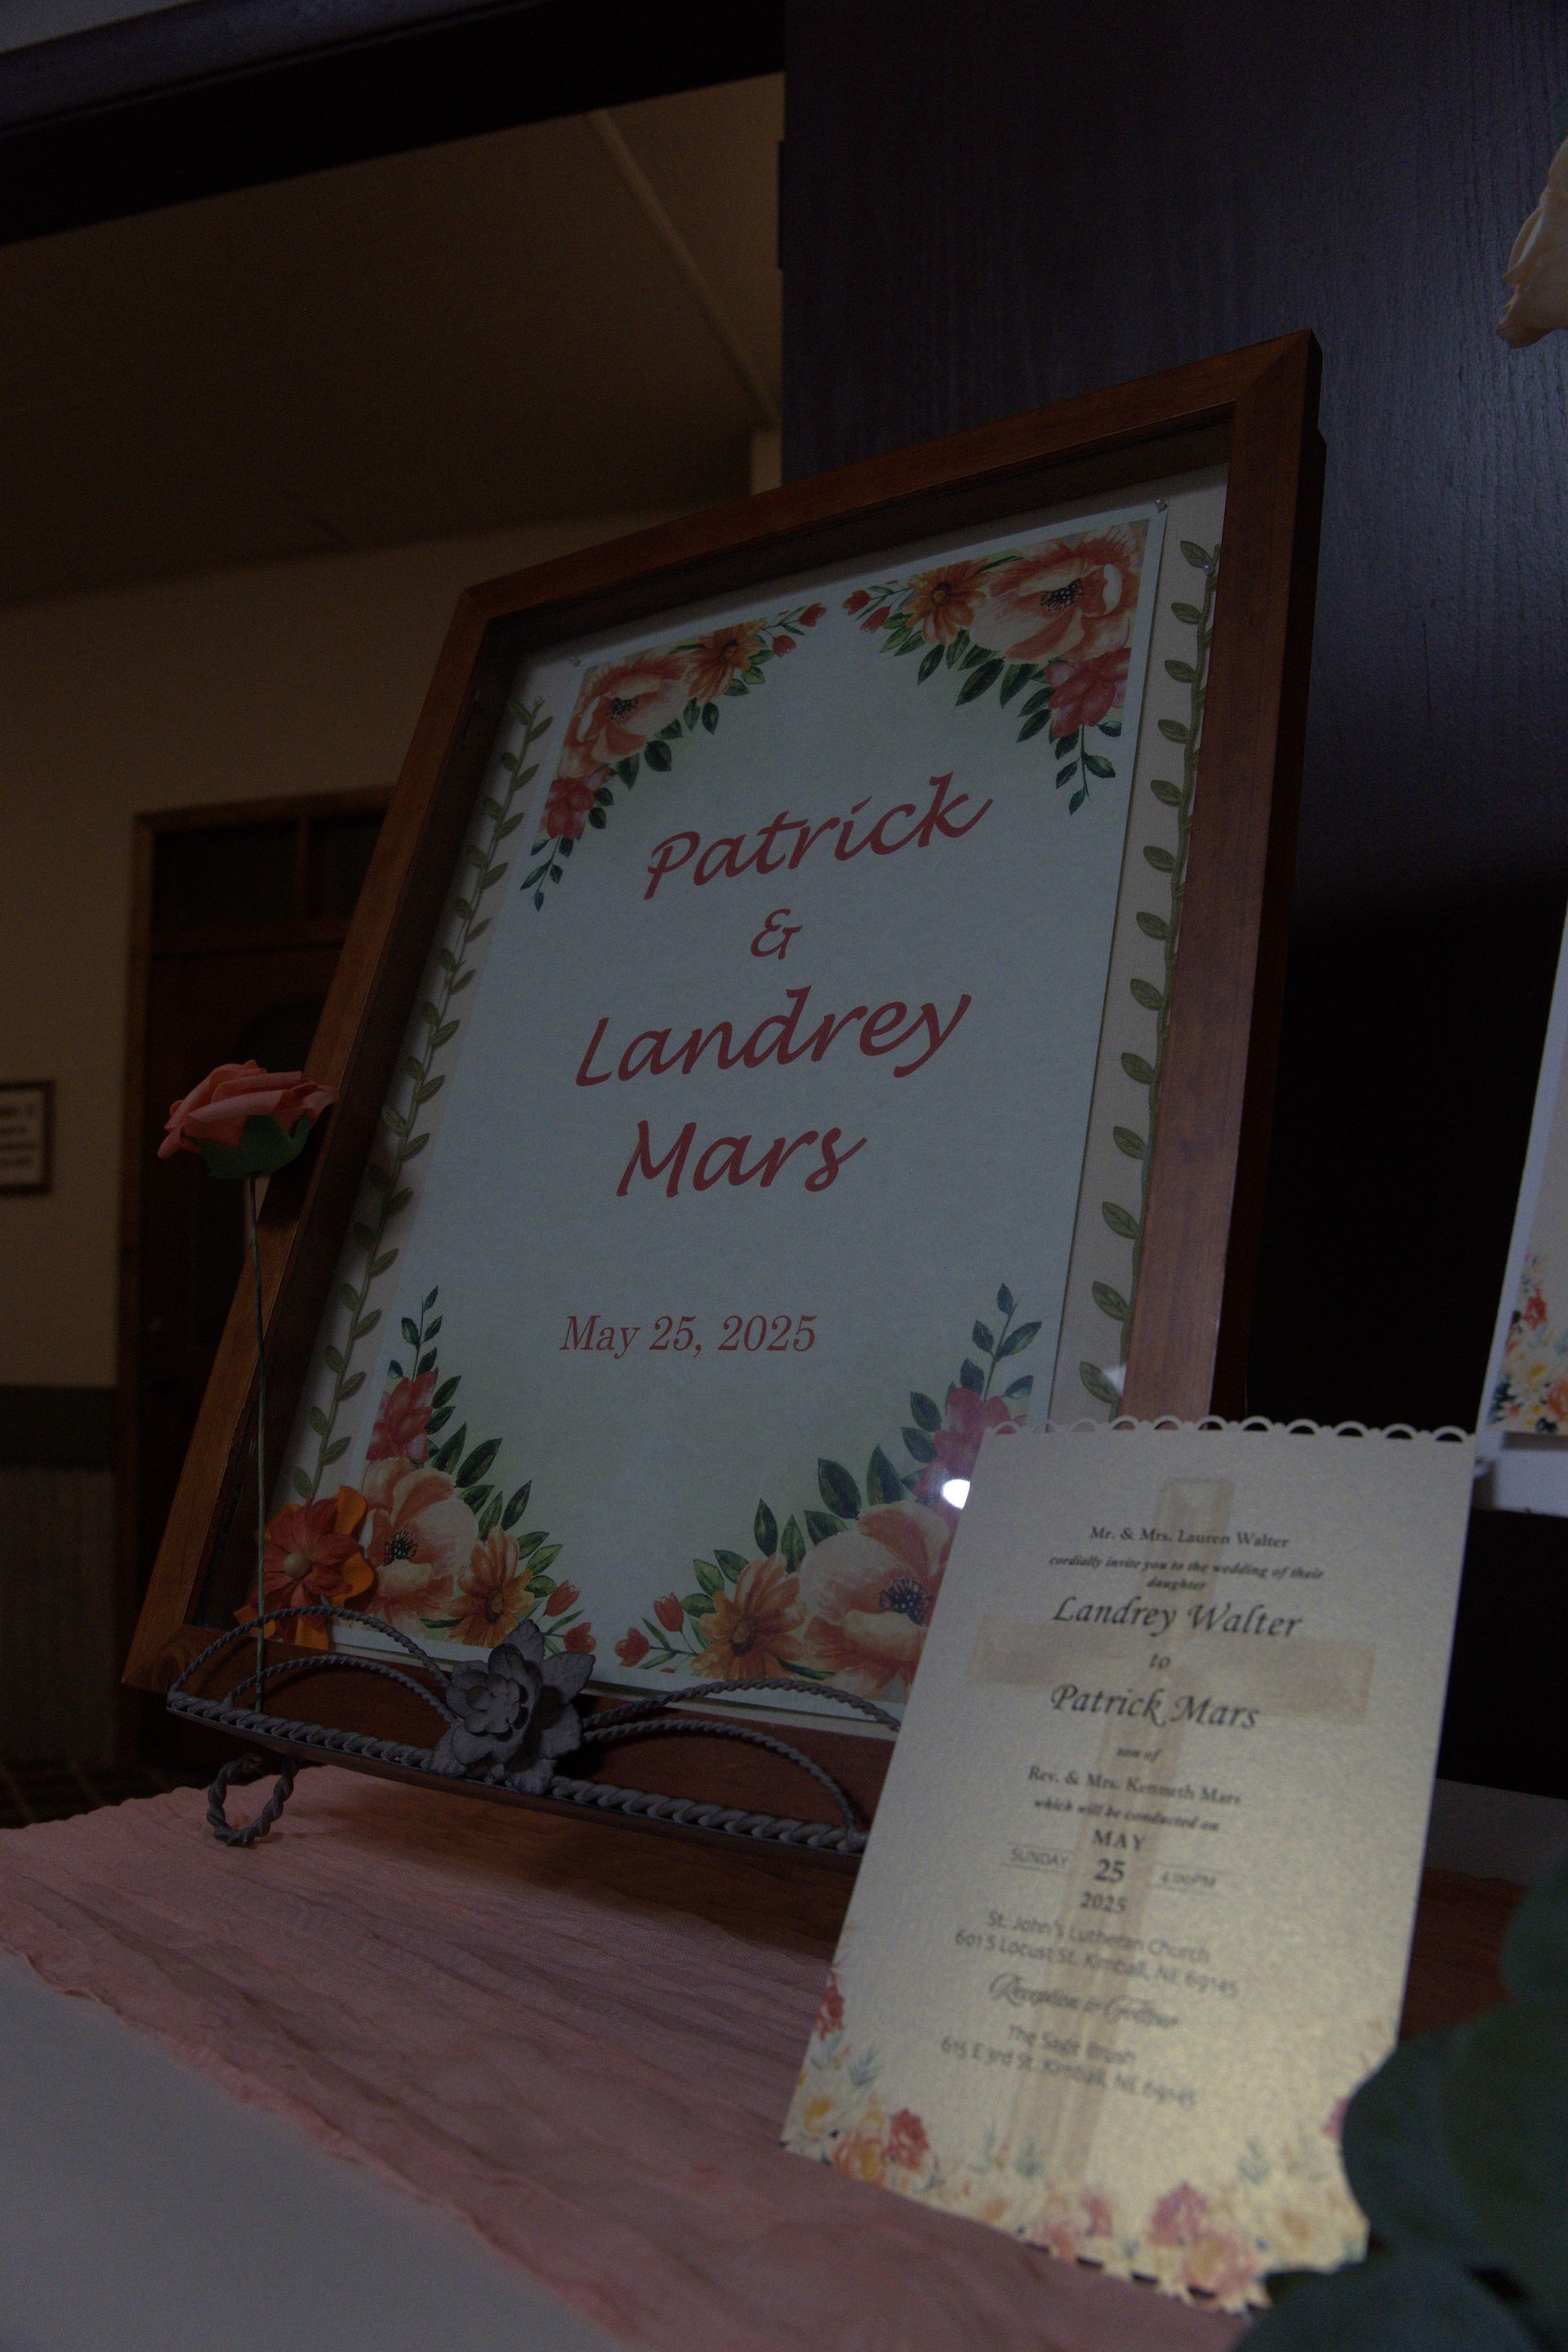 Patrick
&
Landrey
Mars
May 25, 2025
Mr. & Mrs. Lauren Walter
cordially invite you to the wedding of their
daughter
Landrey Walter
to
Patrick Mars
son of
Rev. & Mrs. Kenneth Mars
which will be conducted on
MAY
SUNDAY 25 4:00PM
2025
St. John's Lutheran Church
601 S Locust St. Kimball, NE 69145
Reception to
The Sage Brush
615 E 3rd St. Kimball, NE 69145